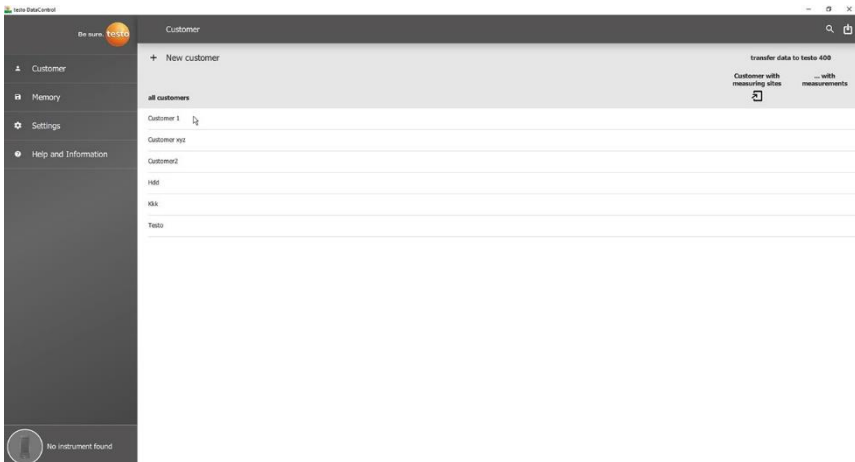 testo DataControl
Be sure. testo
Customer
Customer
Memory
Settings
Help and Information
No instrument found
+ New customer
transfer data to testo 400
Customer with
measuring sites
... with
measurements
all customers
Customer 1
Customer xyz
Customer2
Hdd
Kkk
Testo